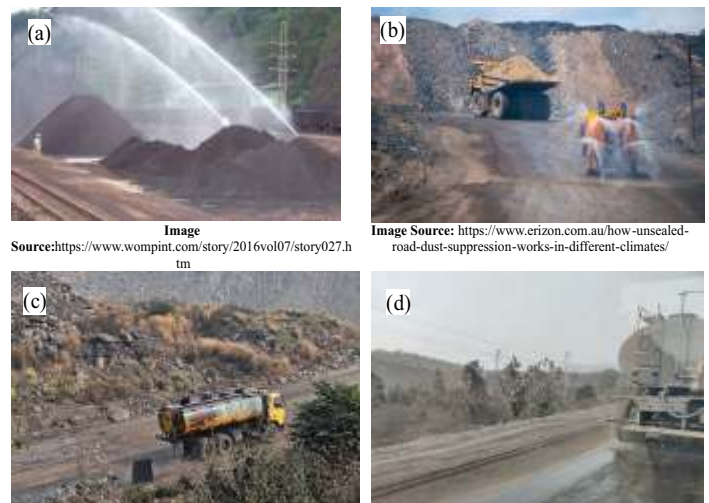 (a)
(b)
Image
Source:https://www.wompint.com/story/2016vol07/story027.h
tm
Image Source: https://www.erizon.com.au/how-unsealed-
road-dust-suppression-works-in-different-climates/
(c)
(d)